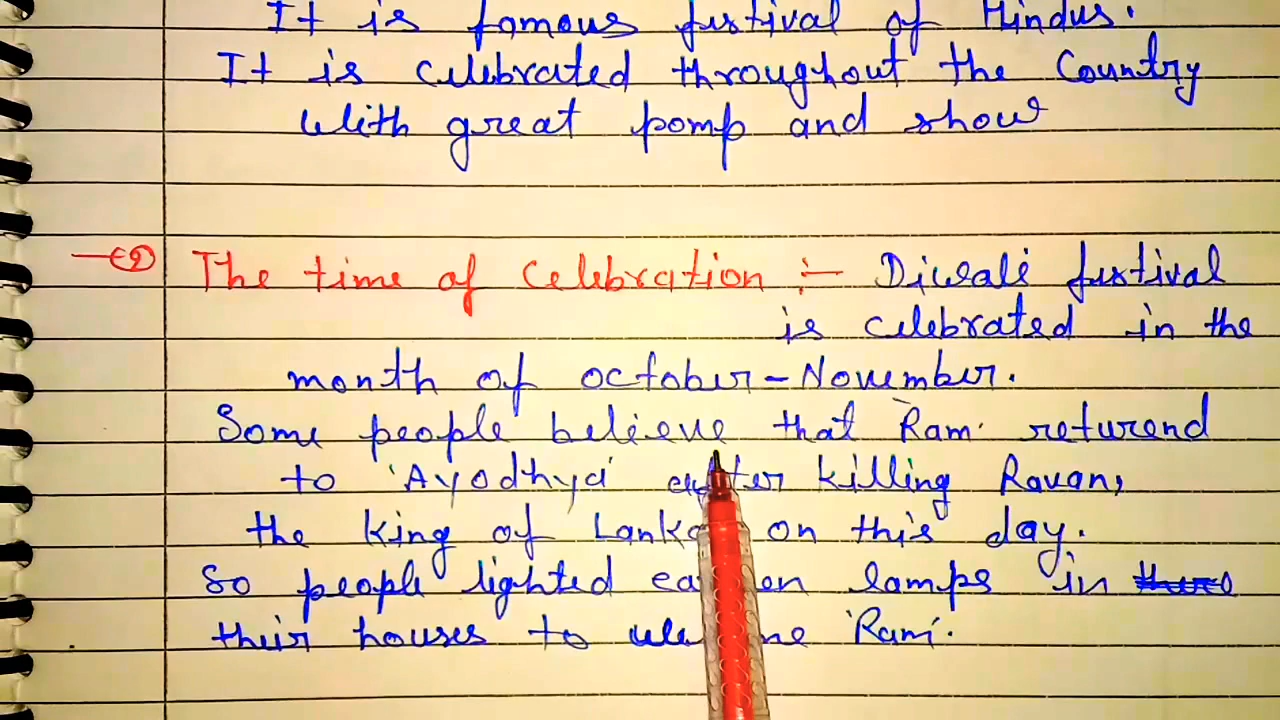 It is famous festival of Hindus.
It is celebrated throughout the Country
With great pomp and show
→② The time of Celebration :- Diwali festival
is celebrated in the
month of october-November.
Some people believe that 'Ram' returend
to 'Ayodhya' after killing Ravan,
the king of Lanka on this day.
So people lighted lamps in
their houses to 'Ram'.